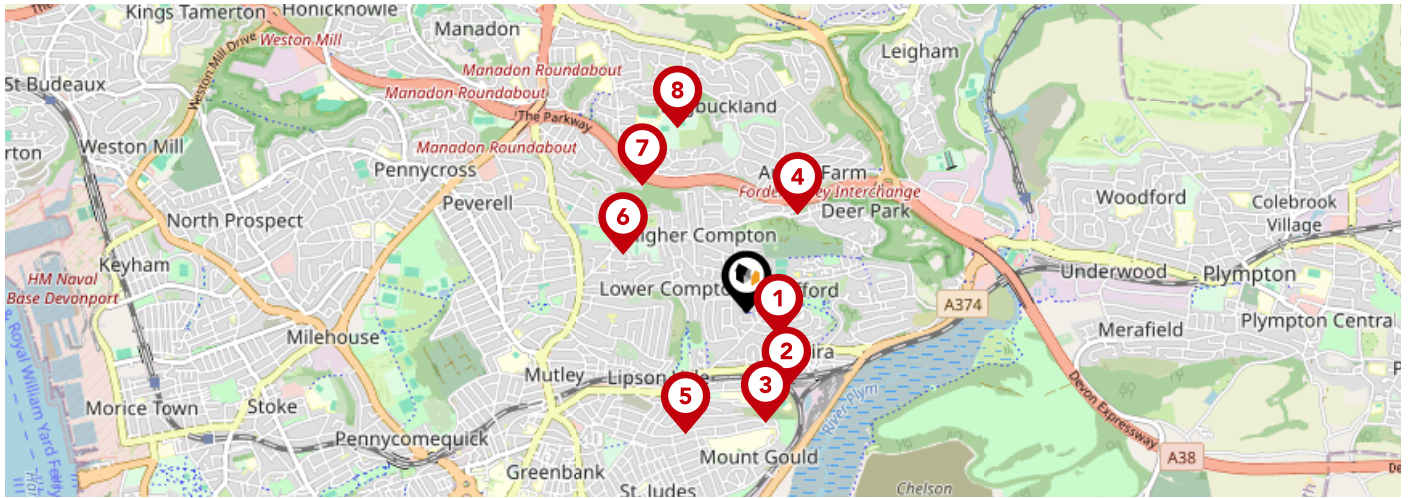 Kings Tamerton
Honicknowle
Manadon
Weston Mill
Leigham
Manadon Roundabout
St Budeaux
Weston Mill Drive
Manadon Roundabout
8
The Parkway
Weston Mill
Manadon Roundabout
7
Pennycross
4
Farm
Woodford
Peverell
Deer Park
Colebrook
Village
North Prospect
6
Higher Compton
Keyham
HM Naval
Base Devonport
Underwood
Plympton
1
A374
Plympton Central
Milehouse
Merafield
2
3
Mutley
Lipson Vale
5
River Plym
Devon Expressway
Morice Town
Stoke
Pennycomequick
Mount Gould
A38
Greenbank
St. Judes
Chelson